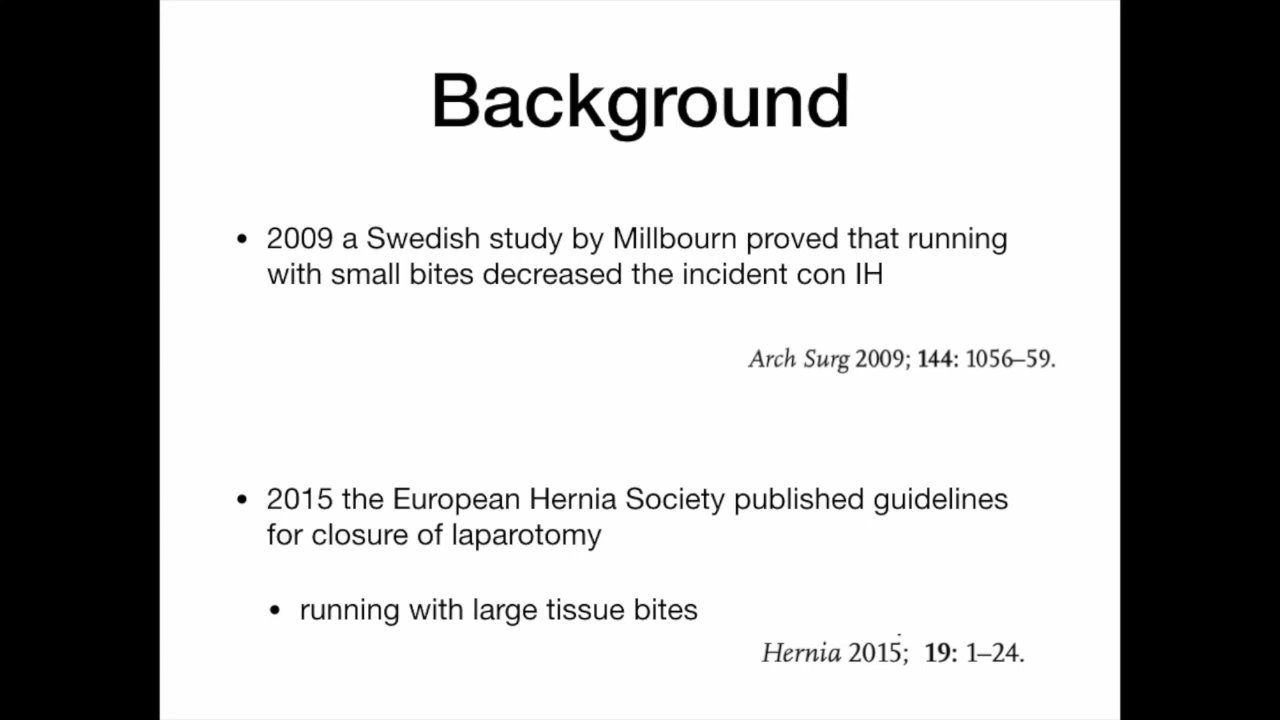 Background
• 2009 a Swedish study by Millbourn proved that running
with small bites decreased the incident con IH
Arch Surg 2009; 144: 1056–59.
• 2015 the European Hernia Society published guidelines
for closure of laparotomy
• running with large tissue bites
Hernia 2015; 19: 1–24.